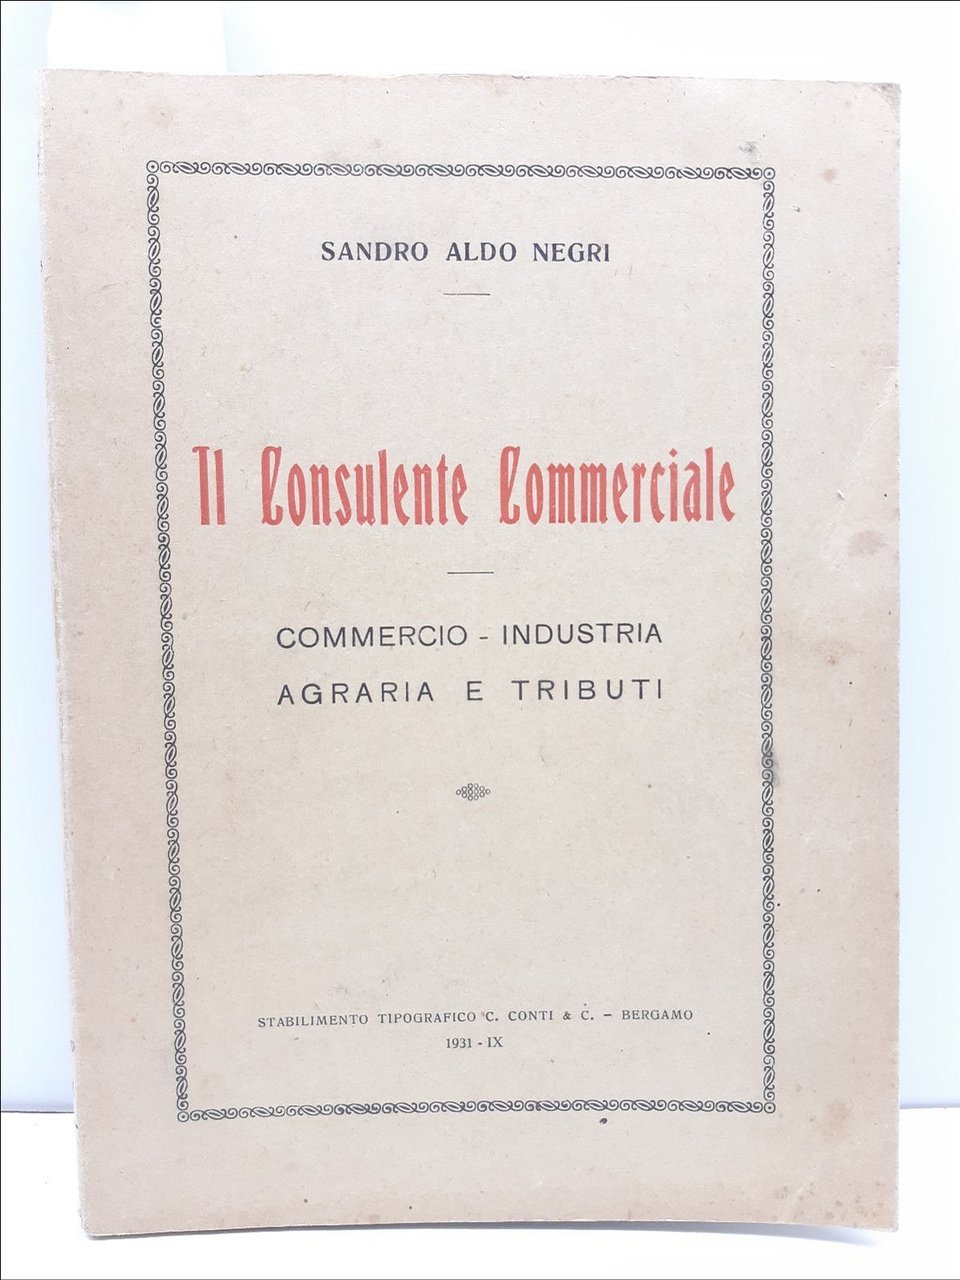 SANDRO ALDO NEGRI
Il Consulente Commerciale
COMMERCIO - INDUSTRIA
AGRARIA E TRIBUTI
STABILIMENTO TIPOGRAFICO C. CONTI & C. — BERGAMO
1931 - IX